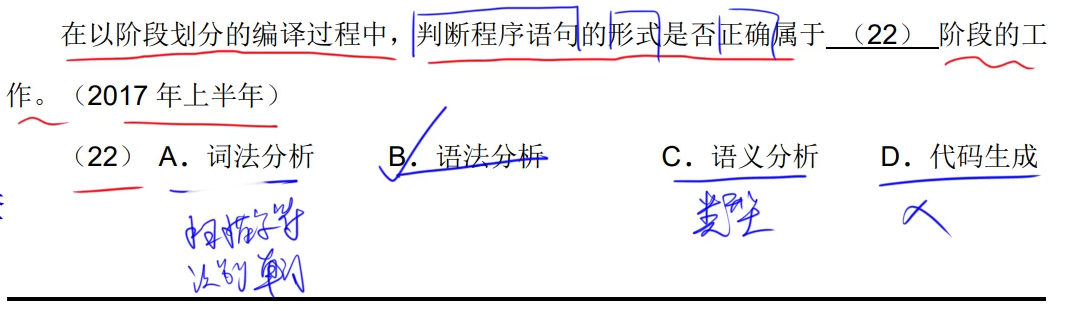 在以阶段划分的编译过程中，判断程序语句的形式是否正确属于 （22） 阶段的工
作。（2017 年上半年）
（22） A．词法分析 B．语法分析 C．语义分析 D．代码生成
扫描字符 类型
识别单词